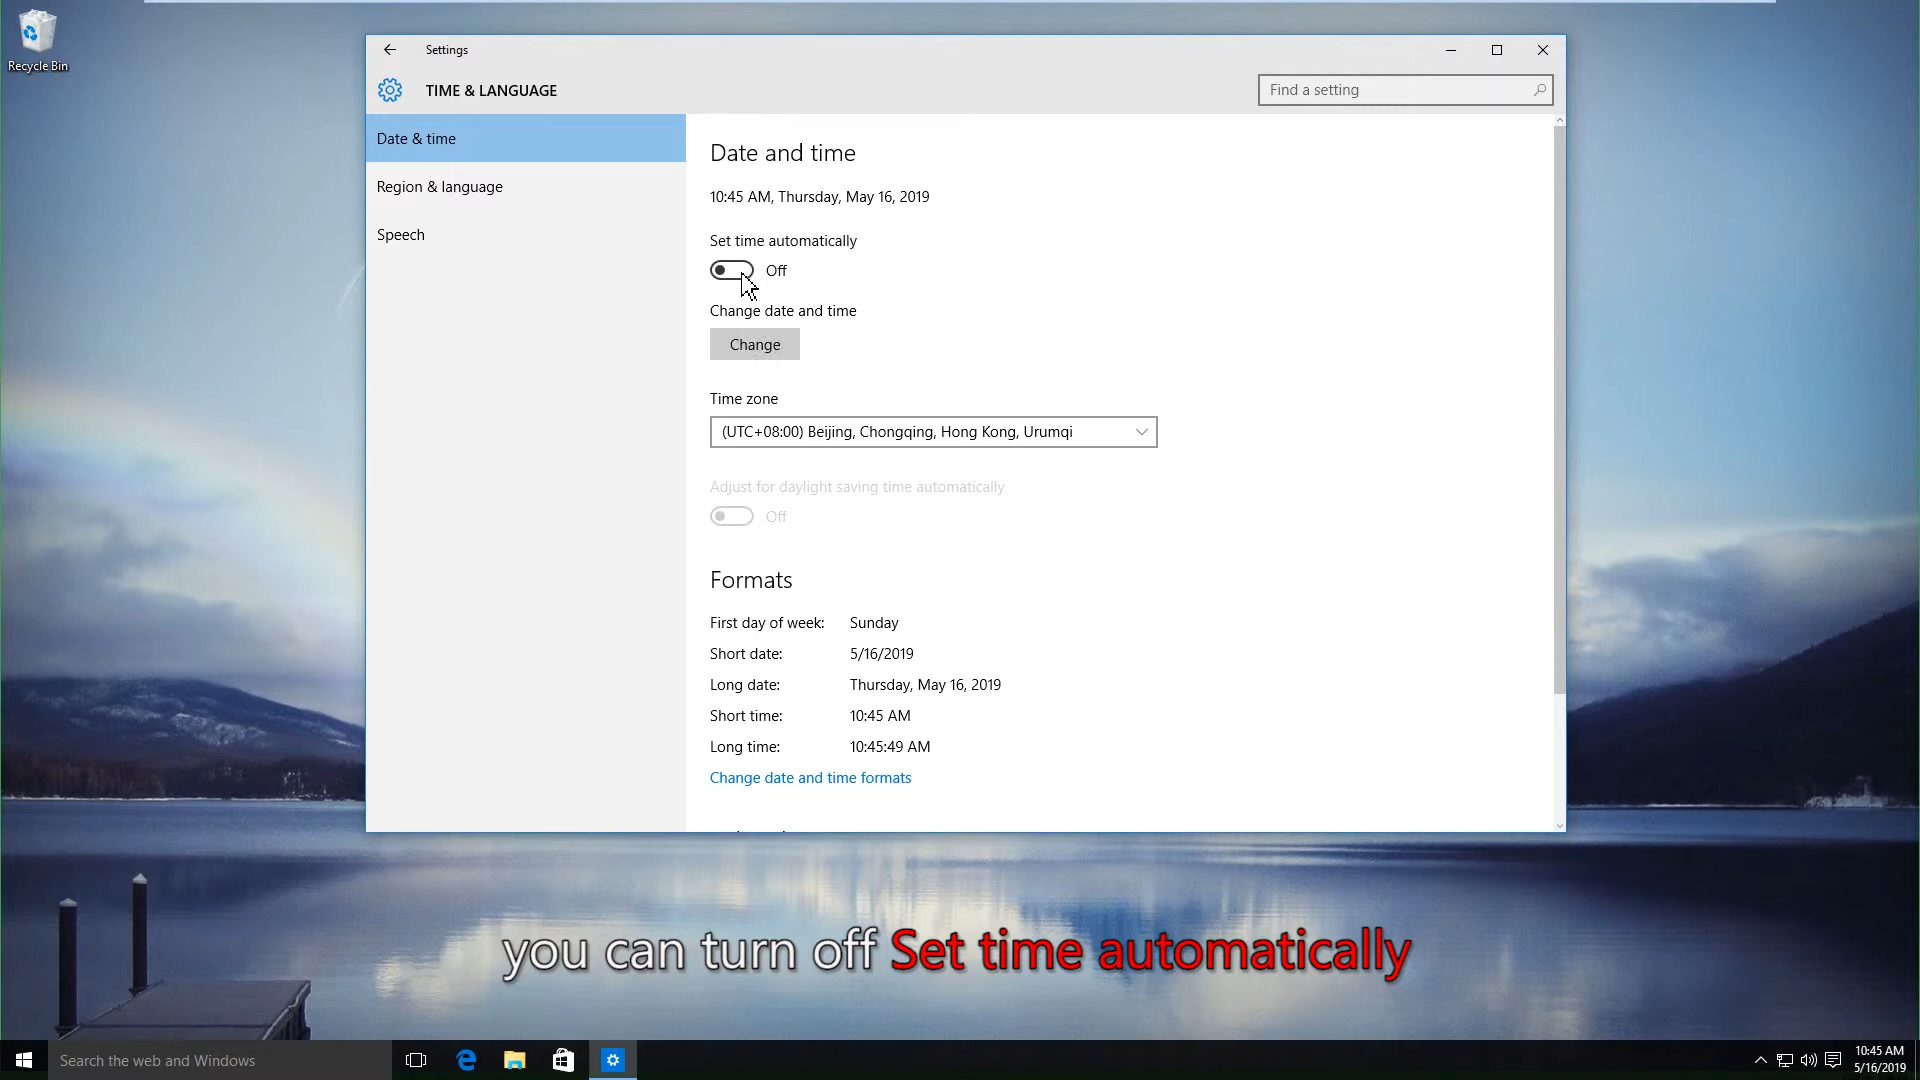 Recycle Bin
Settings
TIME & LANGUAGE
Find a setting
Date & time
Region & language
Speech
Date and time
10:45 AM, Thursday, May 16, 2019
Set time automatically
Off
Change date and time
Change
Time zone
(UTC+08:00) Beijing, Chongqing, Hong Kong, Urumqi
Adjust for daylight saving time automatically
Off
Formats
First day of week: Sunday
Short date: 5/16/2019
Long date: Thursday, May 16, 2019
Short time: 10:45 AM
Long time: 10:45:49 AM
Change date and time formats
you can turn off Set time automatically
Search the web and Windows
10:45 AM
5/16/2019